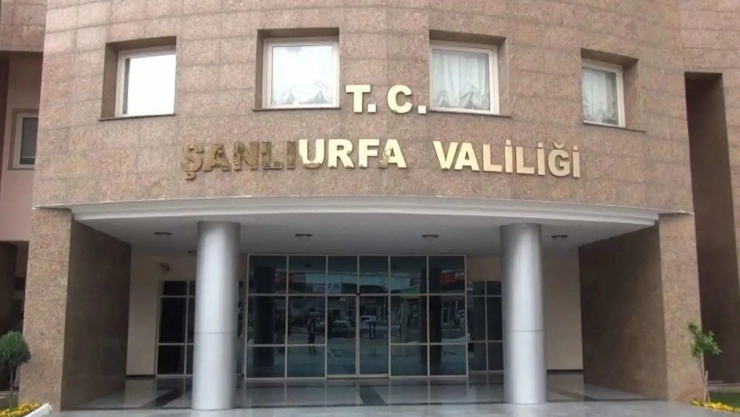 T. C.
ŞANLIURFA VALİLİĞİ